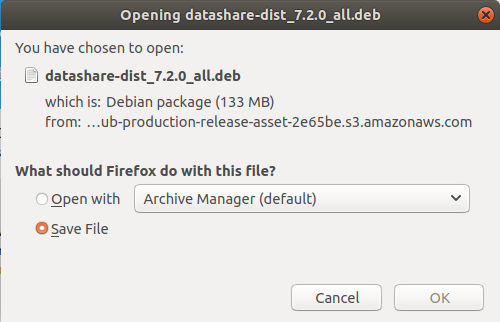 Opening datashare-dist_7.2.0_all.deb
You have chosen to open:
datashare-dist_7.2.0_all.deb
which is: Debian package (133 MB)
from: …ub-production-release-asset-2e65be.s3.amazonaws.com
What should Firefox do with this file?
Open with Archive Manager (default)
Save File
Cancel OK